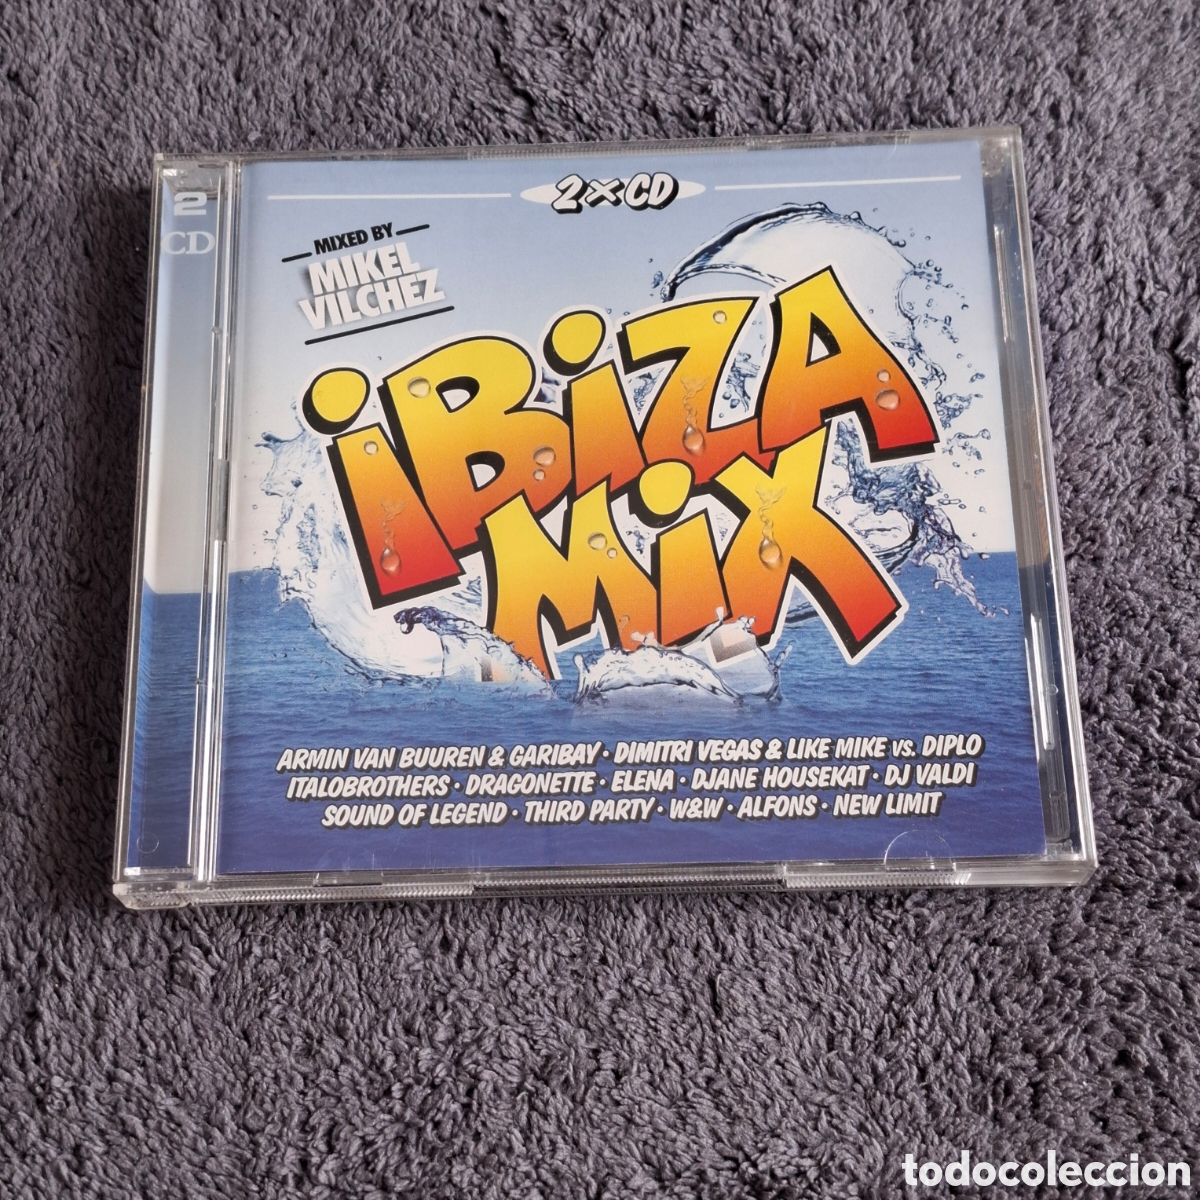 2 x CD
2
CD
MIXED BY
MIKEL
VILCHEZ
iBiZA
MiX
ARMIN VAN BUUREN & GARIBAY · DIMITRI VEGAS & LIKE MIKE vs. DIPLO
ITALOBROTHERS · DRAGONETTE · ELENA · DJANE HOUSEKAT · DJ VALDI
SOUND OF LEGEND · THIRD PARTY · W&W · ALFONS · NEW LIMIT
todocoleccion